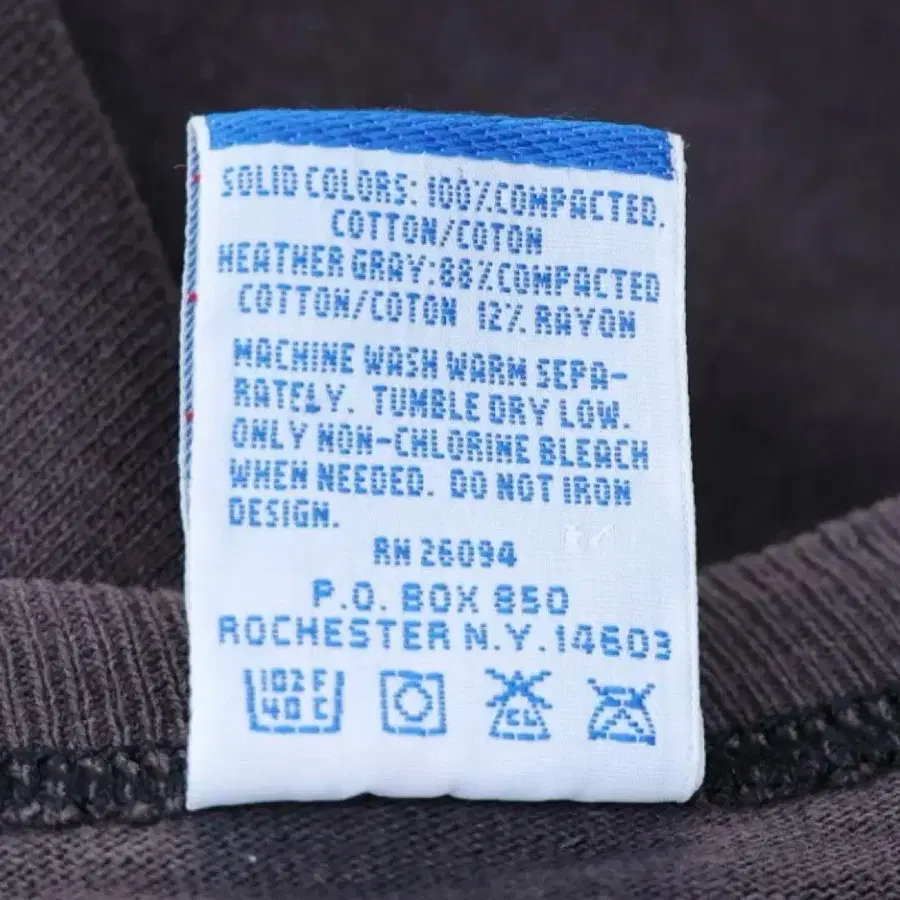 SOLID COLORS: 100% COMPACTED.
COTTON/COTON
HEATHER GRAY: 88% COMPACTED
COTTON/COTON 12% RAYON
MACHINE WASH WARM SEPA-
RATELY. TUMBLE DRY LOW.
ONLY NON-CHLORINE BLEACH
WHEN NEEDED. DO NOT IRON
DESIGN.
RN 26094
P.O. BOX 850
ROCHESTER N.Y. 14603
102 F
40 C
CL